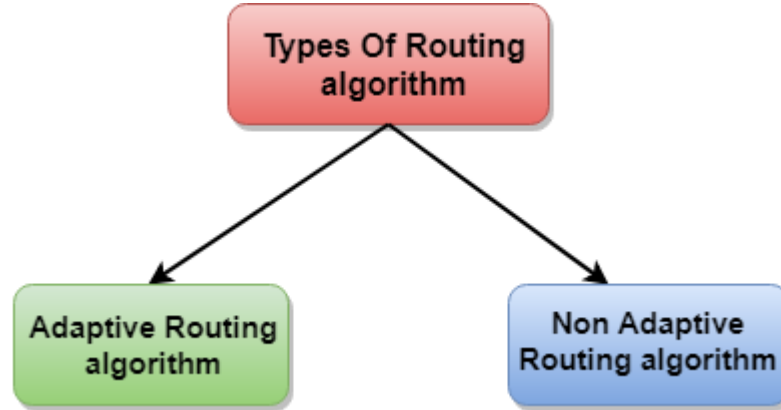 Types Of Routing
algorithm
Adaptive Routing
algorithm
Non Adaptive
Routing algorithm